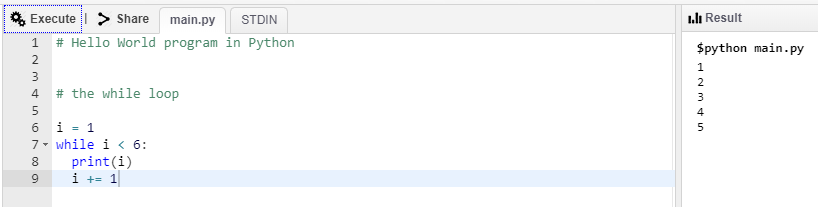 Execute | Share main.py STDIN
1 # Hello World program in Python
2
3
4 # the while loop
5
6 i = 1
7 while i < 6:
8   print(i)
9   i += 1
Result
$python main.py
1
2
3
4
5